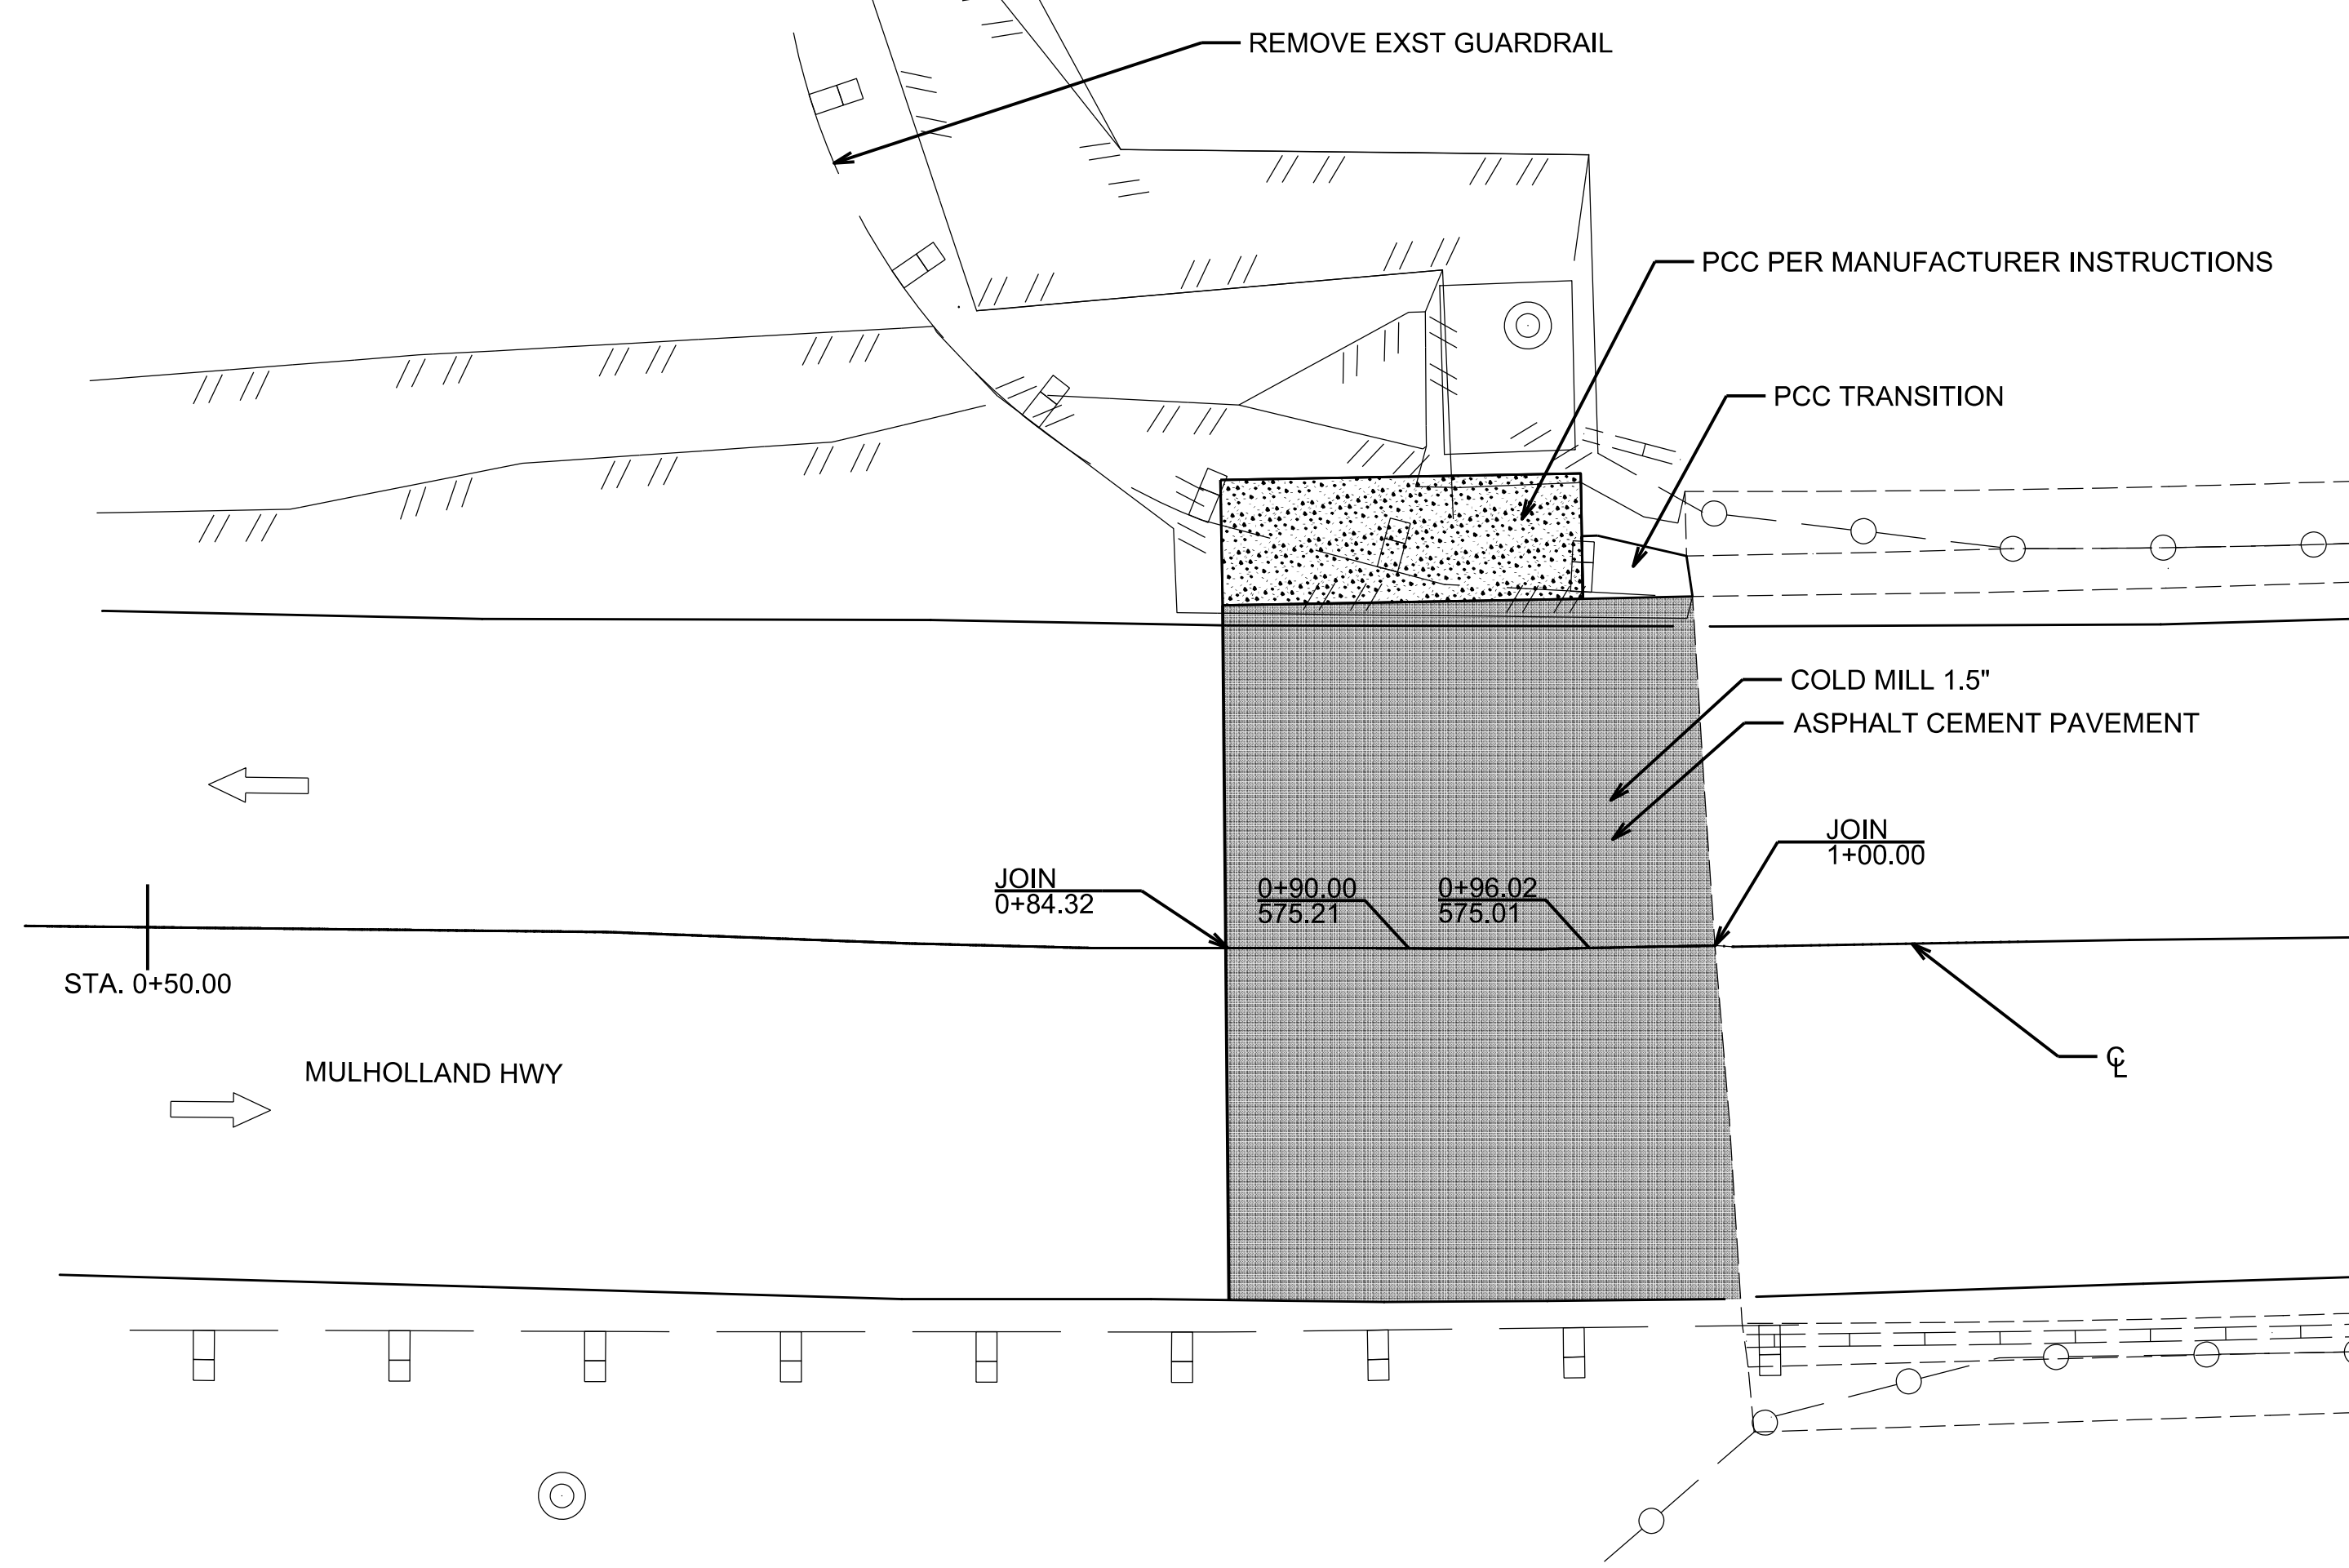 REMOVE EXST GUARDRAIL
PCC PER MANUFACTURER INSTRUCTIONS
PCC TRANSITION
COLD MILL 1.5"
ASPHALT CEMENT PAVEMENT
JOIN
1+00.00
JOIN
0+84.32
0+90.00
575.21
0+96.02
575.01
STA. 0+50.00
MULHOLLAND HWY
℄